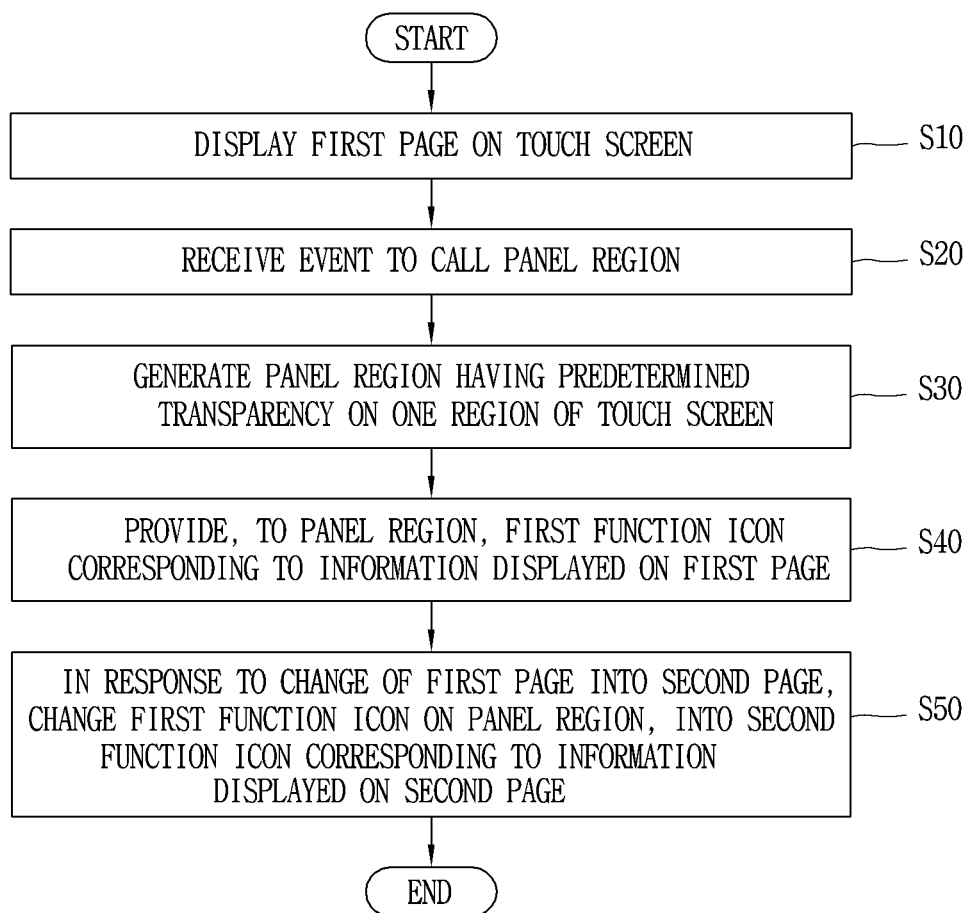 START
DISPLAY FIRST PAGE ON TOUCH SCREEN
S10
RECEIVE EVENT TO CALL PANEL REGION
S20
GENERATE PANEL REGION HAVING PREDETERMINED
TRANSPARENCY ON ONE REGION OF TOUCH SCREEN
S30
PROVIDE, TO PANEL REGION, FIRST FUNCTION ICON
CORRESPONDING TO INFORMATION DISPLAYED ON FIRST PAGE
S40
IN RESPONSE TO CHANGE OF FIRST PAGE INTO SECOND PAGE,
CHANGE FIRST FUNCTION ICON ON PANEL REGION, INTO SECOND
FUNCTION ICON CORRESPONDING TO INFORMATION
DISPLAYED ON SECOND PAGE
S50
END